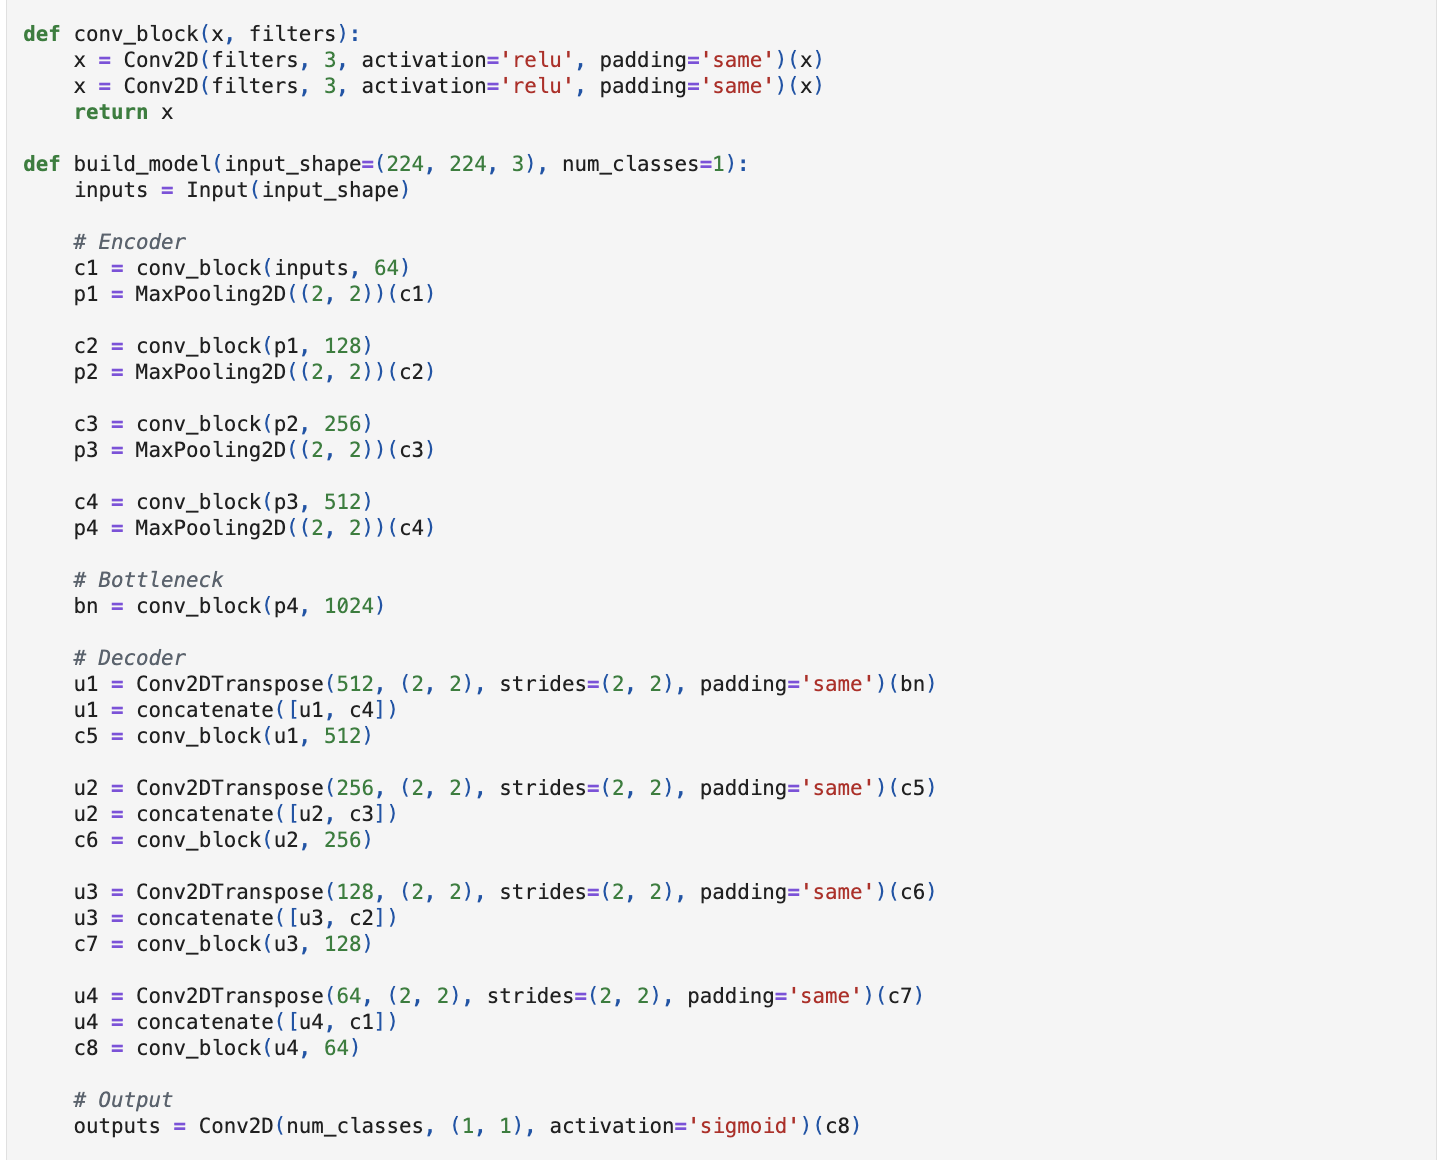 def conv_block(x, filters):
    x = Conv2D(filters, 3, activation='relu', padding='same')(x)
    x = Conv2D(filters, 3, activation='relu', padding='same')(x)
    return x

def build_model(input_shape=(224, 224, 3), num_classes=1):
    inputs = Input(input_shape)

    # Encoder
    c1 = conv_block(inputs, 64)
    p1 = MaxPooling2D((2, 2))(c1)

    c2 = conv_block(p1, 128)
    p2 = MaxPooling2D((2, 2))(c2)

    c3 = conv_block(p2, 256)
    p3 = MaxPooling2D((2, 2))(c3)

    c4 = conv_block(p3, 512)
    p4 = MaxPooling2D((2, 2))(c4)

    # Bottleneck
    bn = conv_block(p4, 1024)

    # Decoder
    u1 = Conv2DTranspose(512, (2, 2), strides=(2, 2), padding='same')(bn)
    u1 = concatenate([u1, c4])
    c5 = conv_block(u1, 512)

    u2 = Conv2DTranspose(256, (2, 2), strides=(2, 2), padding='same')(c5)
    u2 = concatenate([u2, c3])
    c6 = conv_block(u2, 256)

    u3 = Conv2DTranspose(128, (2, 2), strides=(2, 2), padding='same')(c6)
    u3 = concatenate([u3, c2])
    c7 = conv_block(u3, 128)

    u4 = Conv2DTranspose(64, (2, 2), strides=(2, 2), padding='same')(c7)
    u4 = concatenate([u4, c1])
    c8 = conv_block(u4, 64)

    # Output
    outputs = Conv2D(num_classes, (1, 1), activation='sigmoid')(c8)